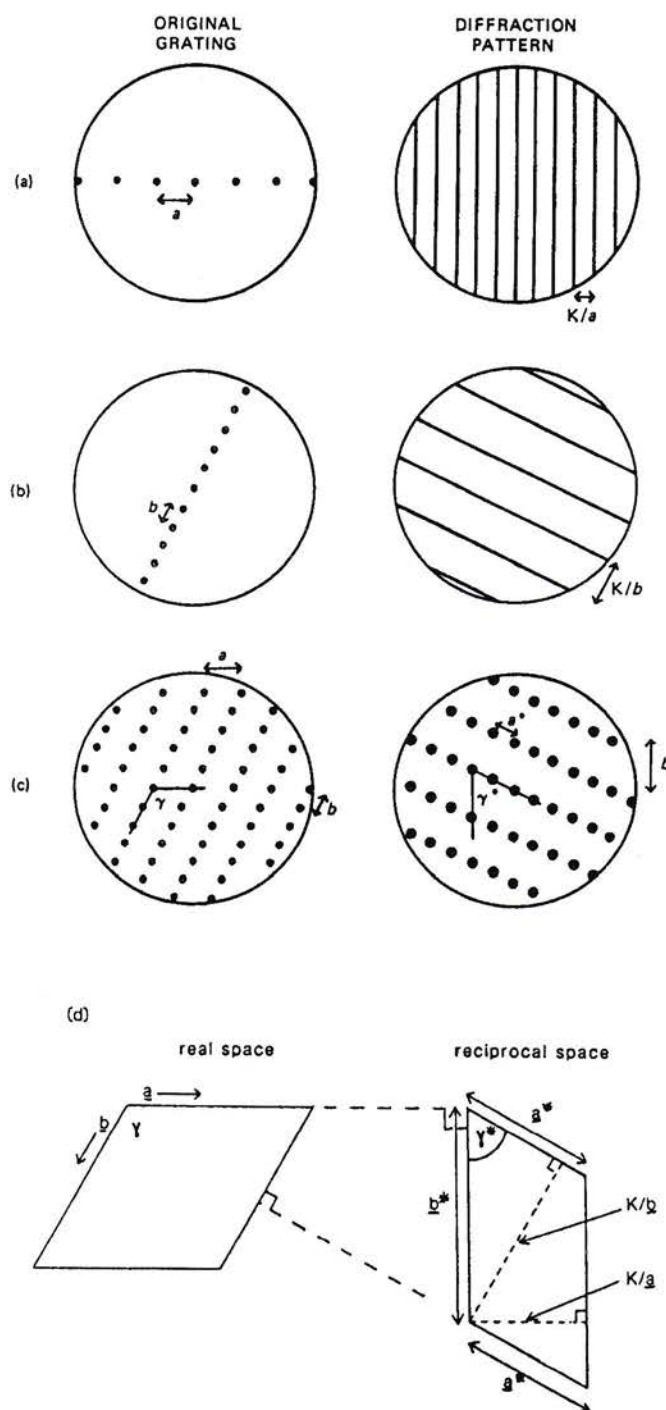 ORIGINAL
GRATING
DIFFRACTION
PATTERN
(a)
a
K/a
(b)
b
K/b
(c)
a
γ
b
a*
γ*
b
(d)
real space
reciprocal space
a
b
γ
a*
γ*
b*
K/b
K/a
a*